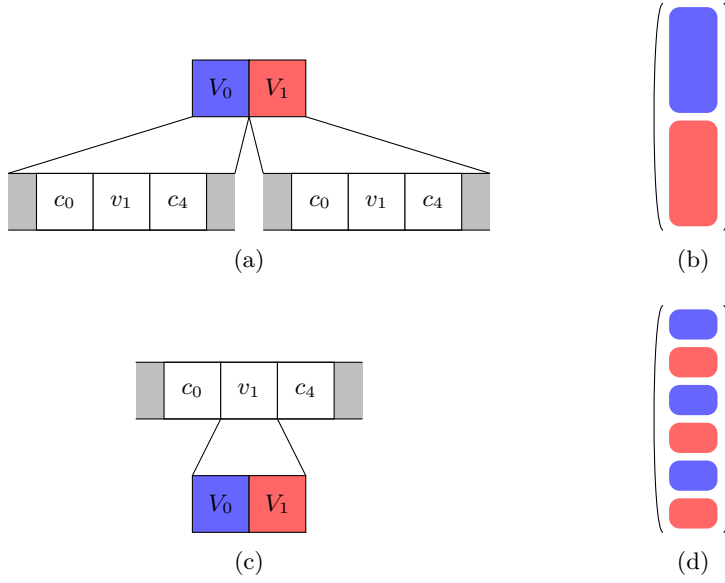 V₀ V₁
c₀ v₁ c₄ c₀ v₁ c₄
(a) (b)
c₀ v₁ c₄
V₀ V₁
(c) (d)